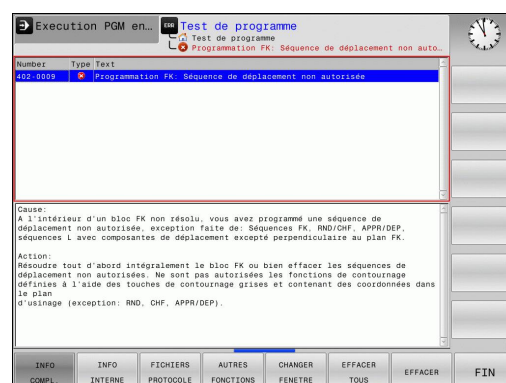 Execution PGM en...
ERR
Test de programme
Test de programme
Programmation FK: Séquence de déplacement non auto…
Number Type Text
402-0009 Programmation FK: Séquence de déplacement non autorisée
Cause:
A l'intérieur d'un bloc FK non résolu, vous avez programmé une séquence de
déplacement non autorisée, exception faite de: Séquences FK, RND/CHF, APPR/DEP,
séquences L avec composantes de déplacement excepté perpendiculaire au plan FK.
Action:
Résoudre tout d'abord intégralement le bloc FK ou bien effacer les séquences de
déplacement non autorisées. Ne sont pas autorisées les fonctions de contournage
définies à l'aide des touches de contournage grises et contenant des coordonnées dans
le plan
d'usinage (exception: RND, CHF, APPR/DEP).
INFO
COMPL.
INFO
INTERNE
FICHIERS
PROTOCOLE
AUTRES
FONCTIONS
CHANGER
FENETRE
EFFACER
TOUS
EFFACER
FIN